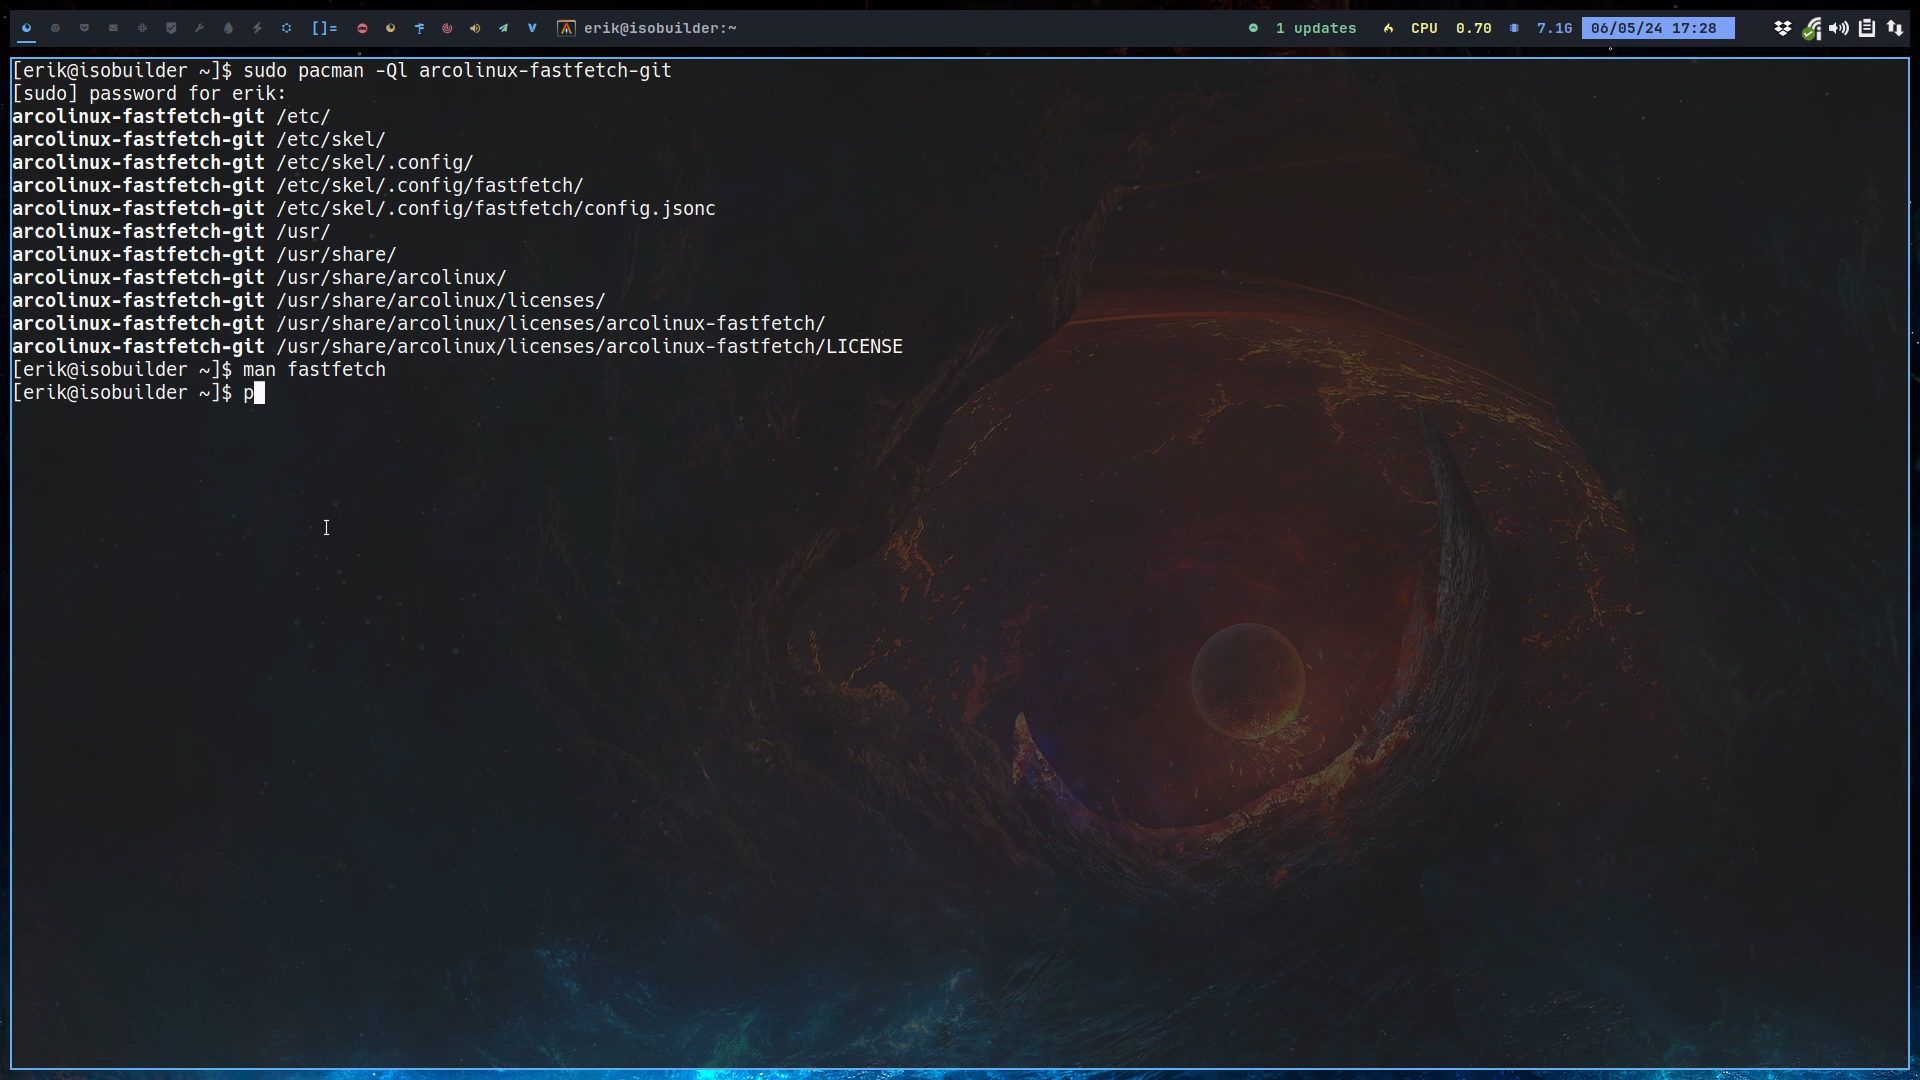 []= erik@isobuilder:~ 1 updates CPU 0.70 7.1G 06/05/24 17:28
[erik@isobuilder ~]$ sudo pacman -Ql arcolinux-fastfetch-git
[sudo] password for erik:
arcolinux-fastfetch-git /etc/
arcolinux-fastfetch-git /etc/skel/
arcolinux-fastfetch-git /etc/skel/.config/
arcolinux-fastfetch-git /etc/skel/.config/fastfetch/
arcolinux-fastfetch-git /etc/skel/.config/fastfetch/config.jsonc
arcolinux-fastfetch-git /usr/
arcolinux-fastfetch-git /usr/share/
arcolinux-fastfetch-git /usr/share/arcolinux/
arcolinux-fastfetch-git /usr/share/arcolinux/licenses/
arcolinux-fastfetch-git /usr/share/arcolinux/licenses/arcolinux-fastfetch/
arcolinux-fastfetch-git /usr/share/arcolinux/licenses/arcolinux-fastfetch/LICENSE
[erik@isobuilder ~]$ man fastfetch
[erik@isobuilder ~]$ p